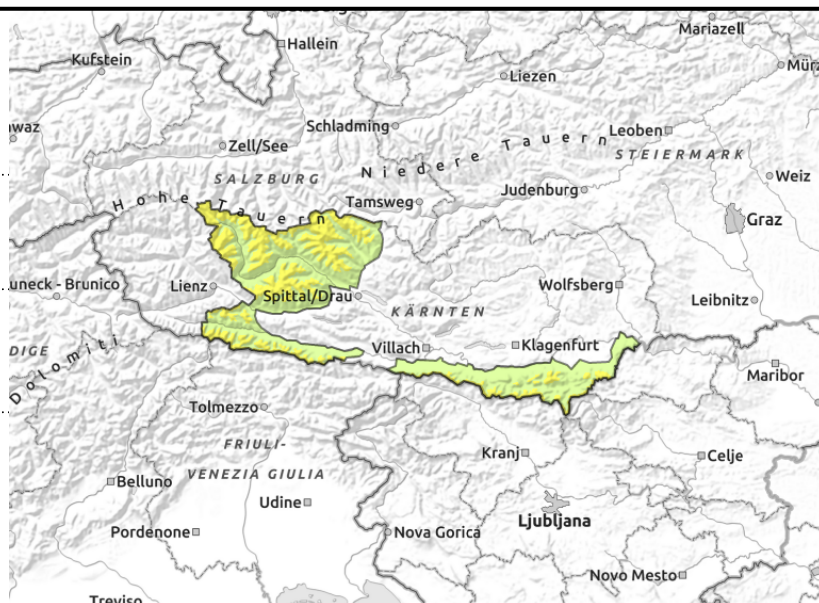 Mariazell
Hallein
Kufstein
Mürz
Liezen
Schladming
waz
Leoben
Zell/See
Niedere Tauern
STEIERMARK
SALZBURG
Weiz
Judenburg
Hohe Tauern
Tamsweg
Graz
Lienz
uneck - Brunico
Wolfsberg
Spittal/Drau
Leibnitz
KÄRNTEN
Villach
Klagenfurt
DIGE
Dolomiti
Maribor
Tolmezzo
FRIULI-
VENEZIA GIULIA
Kranj
Celje
Belluno
Udine
Ljubljana
Pordenone
Nova Gorica
Novo Mesto
Treviso